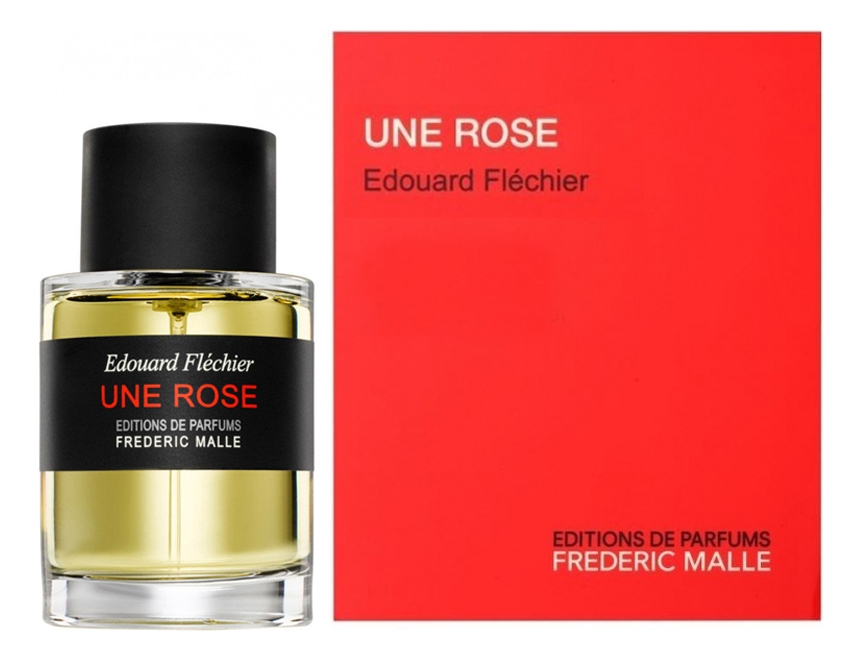 Edouard Fléchier
UNE ROSE
EDITIONS DE PARFUMS
FREDERIC MALLE
UNE ROSE
Edouard Fléchier
EDITIONS DE PARFUMS
FREDERIC MALLE